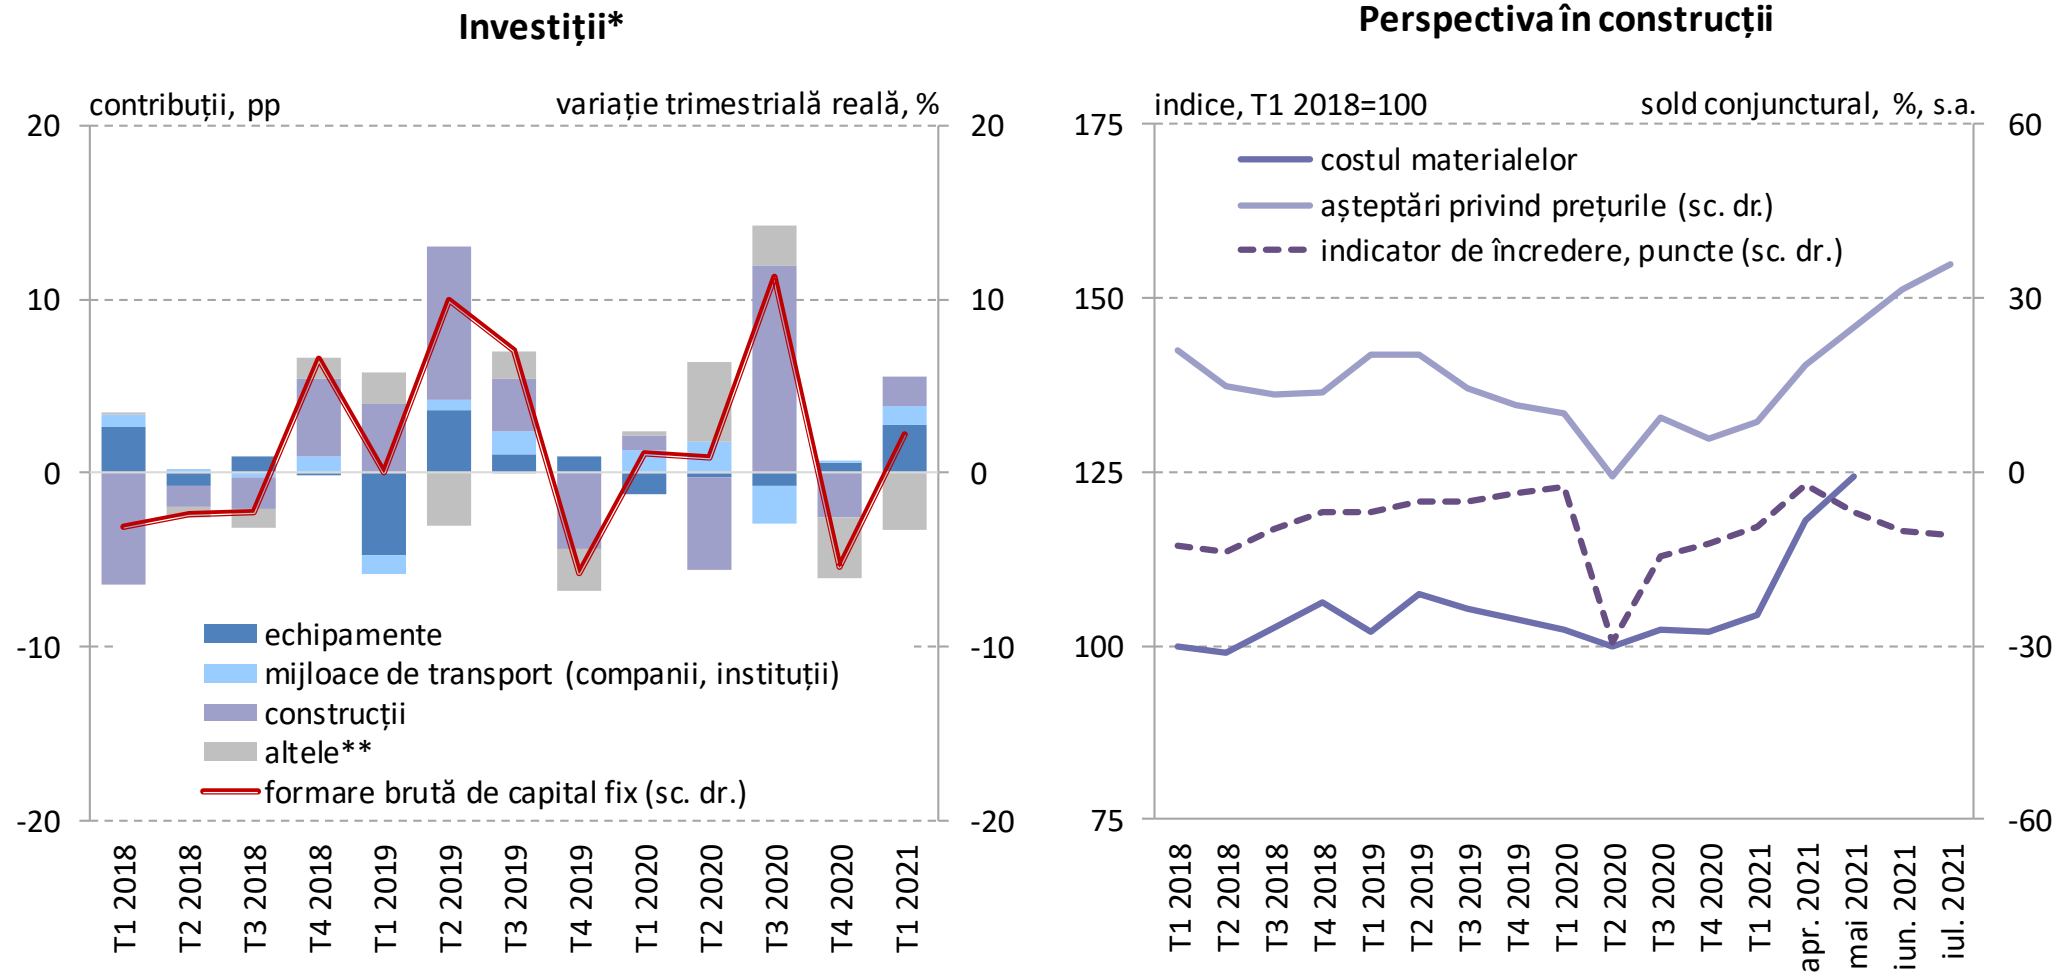 Investiții*
contribuții, pp
variație trimestrială reală, %
20
10
0
-10
-20
20
10
0
-10
-20
echipamente
mijloace de transport (companii, instituții)
construcții
altele**
formare brută de capital fix (sc. dr.)
T1 2018
T2 2018
T3 2018
T4 2018
T1 2019
T2 2019
T3 2019
T4 2019
T1 2020
T2 2020
T3 2020
T4 2020
T1 2021
Perspectiva în construcții
indice, T1 2018=100
sold conjunctural, %, s.a.
175
150
125
100
75
60
30
0
-30
-60
costul materialelor
așteptări privind prețurile (sc. dr.)
indicator de încredere, puncte (sc. dr.)
T1 2018
T2 2018
T3 2018
T4 2018
T1 2019
T2 2019
T3 2019
T4 2019
T1 2020
T2 2020
T3 2020
T4 2020
T1 2021
apr. 2021
mai 2021
iun. 2021
iul. 2021